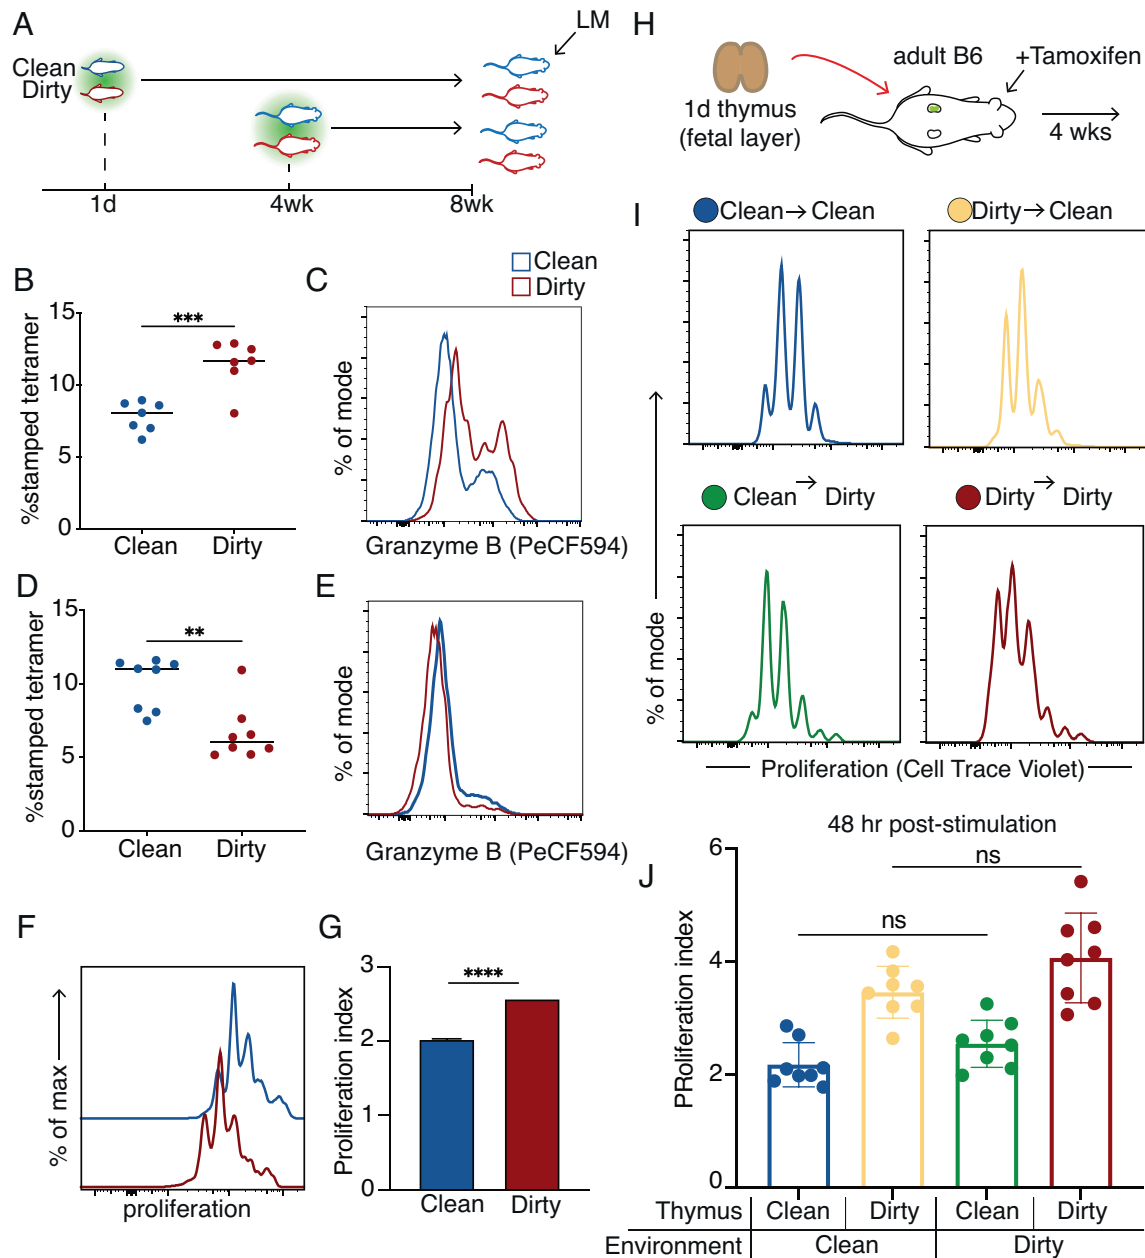 A
LM
Clean
Dirty
1d
4wk
8wk
H
adult B6
+Tamoxifen
1d thymus
(fetal layer)
4 wks
B
%stamped tetramer
15
10
5
0
***
Clean
Dirty
C
Clean
Dirty
% of mode
Granzyme B (PeCF594)
D
%stamped tetramer
15
10
5
0
**
Clean
Dirty
E
% of mode
Granzyme B (PeCF594)
F
% of max
proliferation
G
Proliferation index
3
2
1
0
****
Clean
Dirty
I
Clean → Clean
Dirty → Clean
Clean → Dirty
Dirty → Dirty
% of mode
Proliferation (Cell Trace Violet)
J
48 hr post-stimulation
PRoliferation index
6
4
2
0
ns
ns
Thymus Clean Dirty Clean Dirty
Environment Clean Dirty